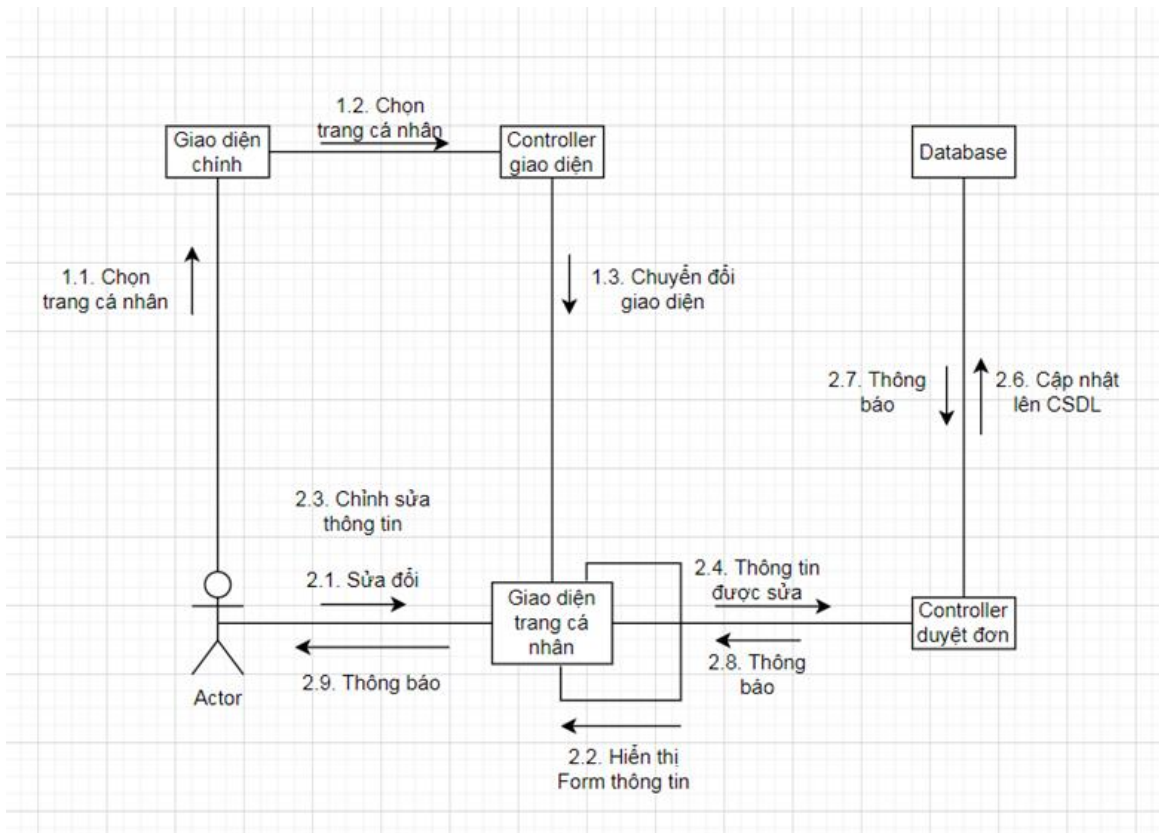 1.2. Chọn
trang cá nhân
Giao diện
chính
Controller
giao diện
Database
1.1. Chọn
trang cá nhân
1.3. Chuyển đổi
giao diện
2.7. Thông
báo
2.6. Cập nhật
lên CSDL
2.3. Chỉnh sửa
thông tin
2.1. Sửa đổi
2.4. Thông tin
được sửa
Giao diện
trang cá
nhân
Controller
duyệt đơn
2.9. Thông báo
2.8. Thông
báo
Actor
2.2. Hiển thị
Form thông tin